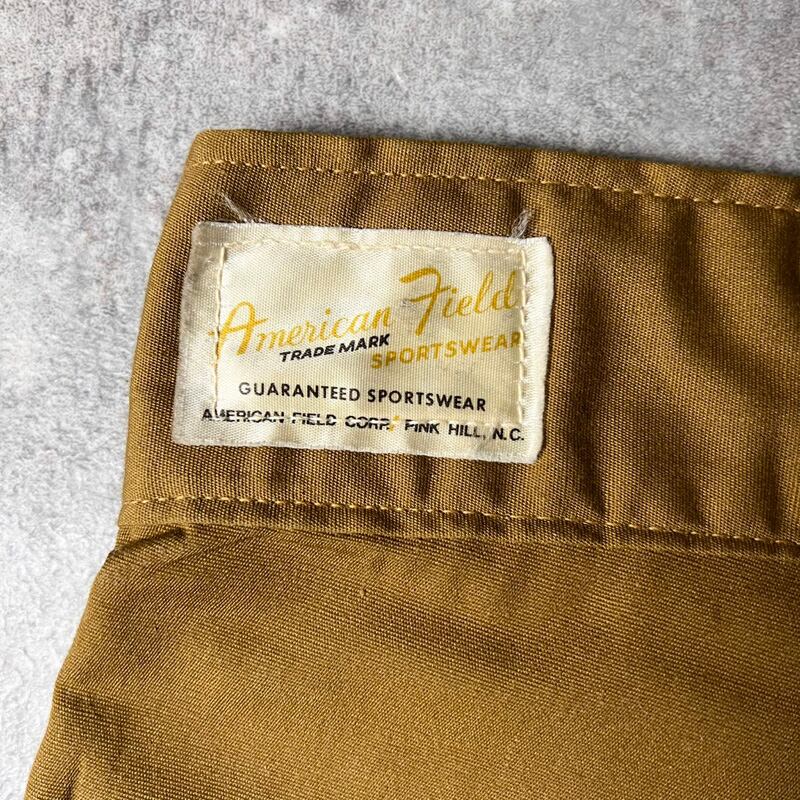 American Field
TRADE MARK SPORTSWEAR
GUARANTEED SPORTSWEAR
AMERICAN FIELD CORP. PINK HILL, N.C.